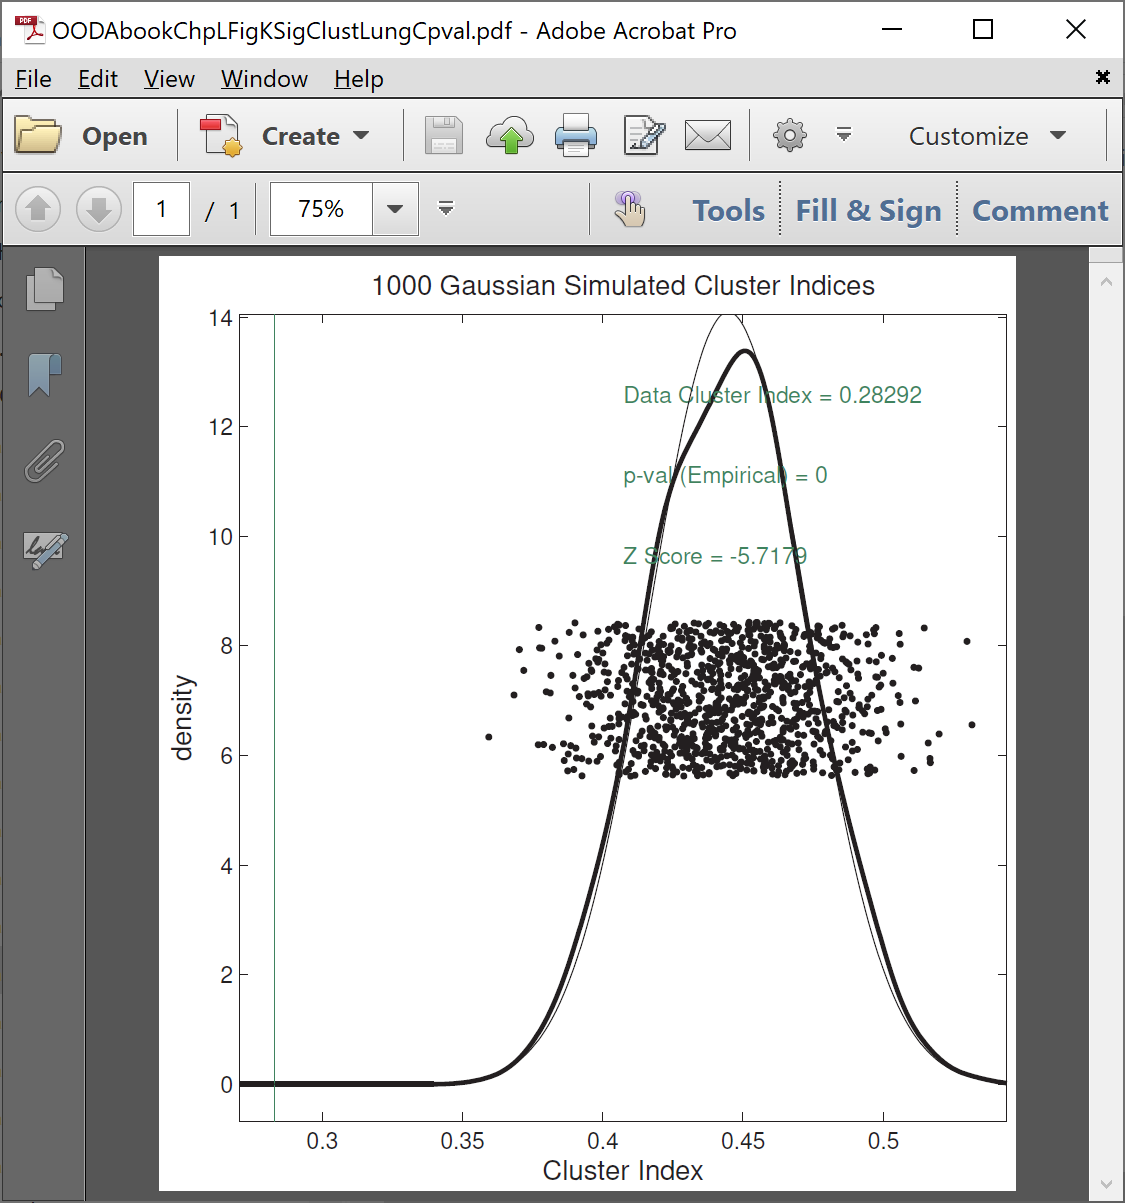 OODAbookChpLFigKSigClustLungCpval.pdf - Adobe Acrobat Pro
File Edit View Window Help
Open Create Customize
1 / 1 75% Tools Fill & Sign Comment
1000 Gaussian Simulated Cluster Indices
14
Data Cluster Index = 0.28292
12
p-val (Empirical) = 0
10
Z Score = -5.7179
8
density
6
4
2
0
0.3 0.35 0.4 0.45 0.5
Cluster Index